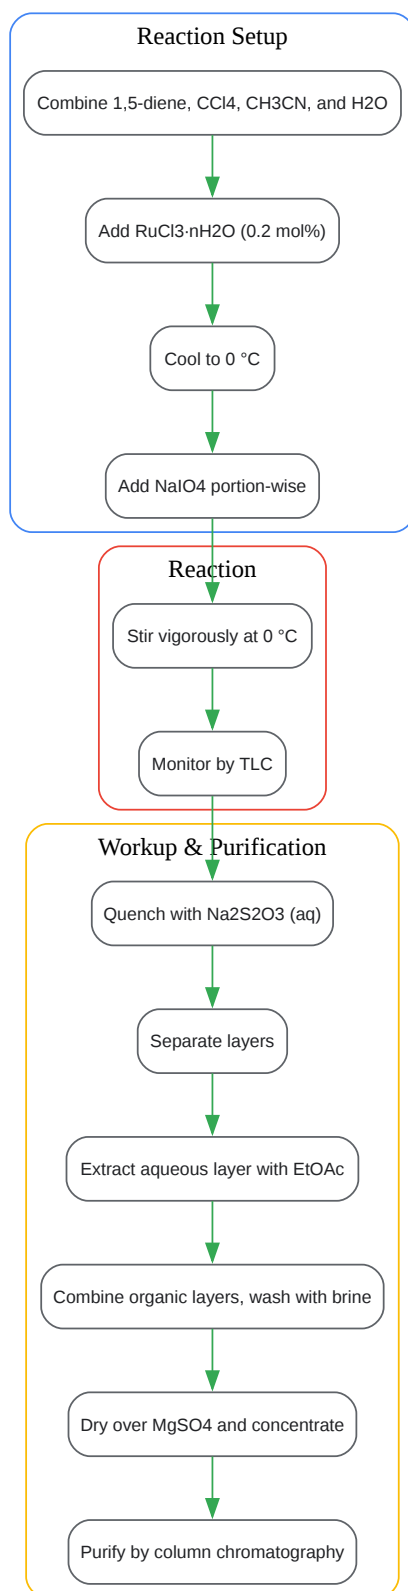 Reaction Setup
Combine 1,5-diene, CCl4, CH3CN, and H2O
Add RuCl3·nH2O (0.2 mol%)
Cool to 0 °C
Add NaIO4 portion-wise
Reaction
Stir vigorously at 0 °C
Monitor by TLC
Workup & Purification
Quench with Na2S2O3 (aq)
Separate layers
Extract aqueous layer with EtOAc
Combine organic layers, wash with brine
Dry over MgSO4 and concentrate
Purify by column chromatography